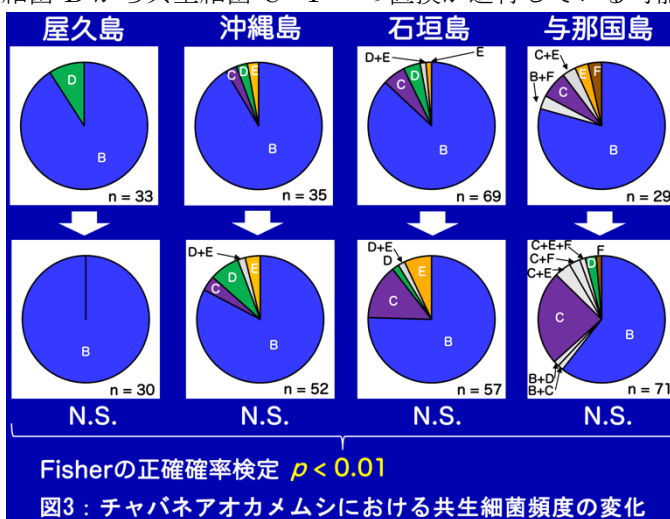 屋久島 沖縄島 石垣島 与那国島
D B n = 33
C D E B n = 35
D+E E D C B n = 69
C+E B+F C E F B n = 29
B n = 30
D+E E D C B n = 52
D+E D E C B n = 57
C+E+F C+F C+E F D C B B+D B+C n = 71
N.S. N.S. N.S. N.S.
Fisherの正確確率検定 p < 0.01
図3：チャバネアオカメムシにおける共生細菌頻度の変化